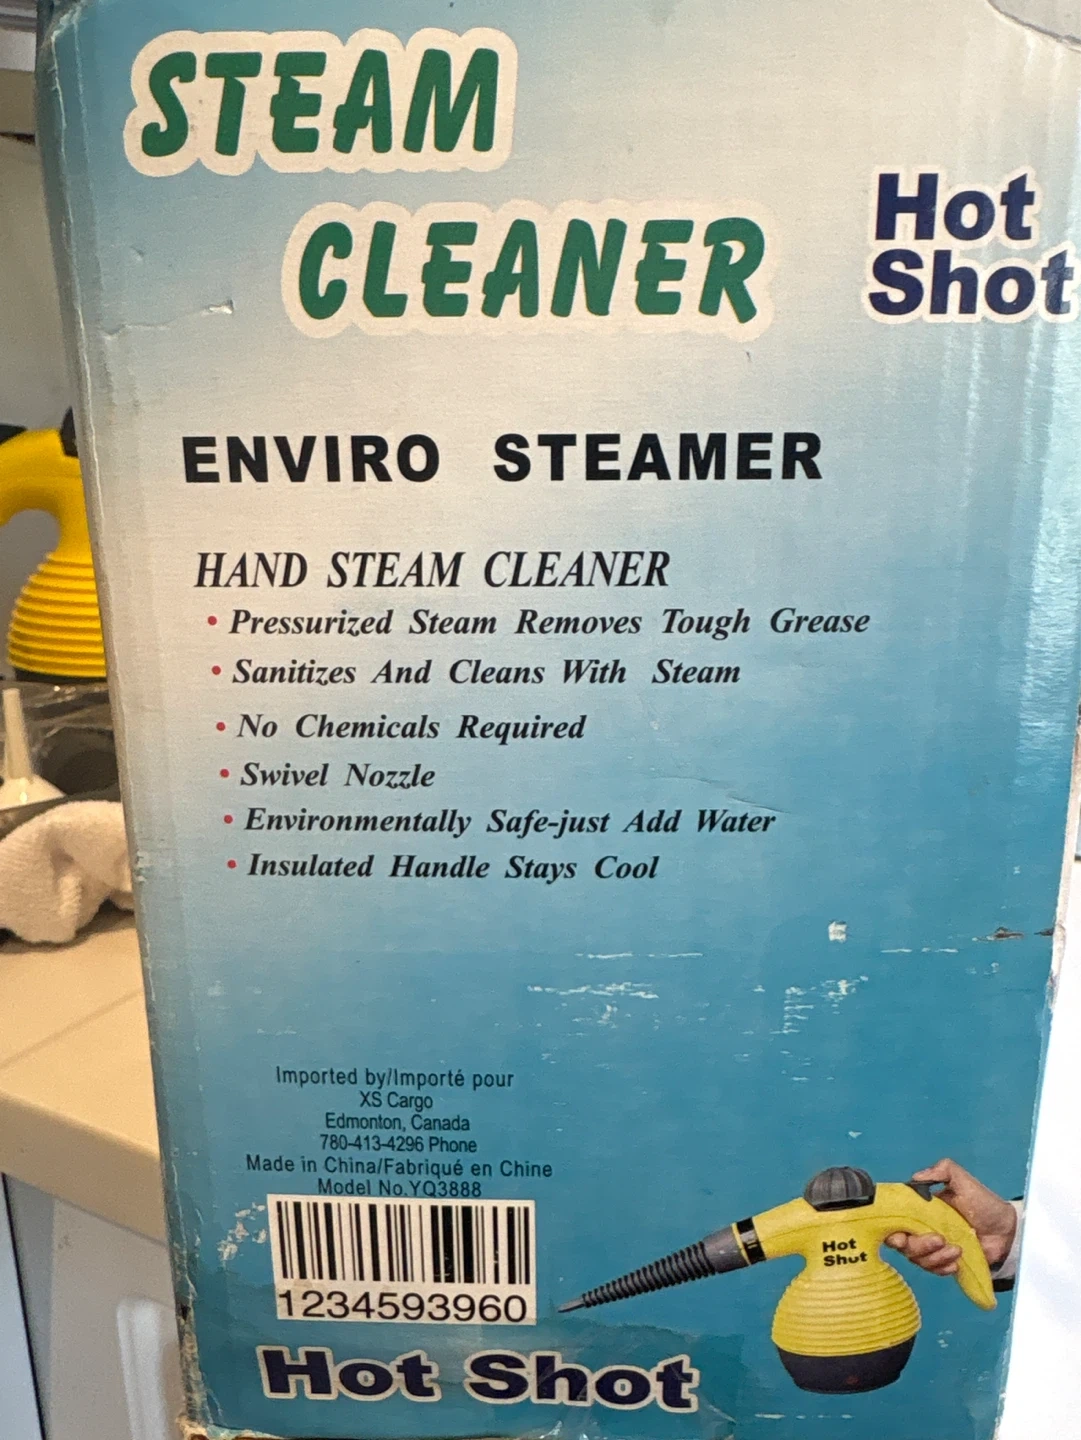 STEAM
CLEANER
Hot
Shot
ENVIRO STEAMER
HAND STEAM CLEANER
• Pressurized Steam Removes Tough Grease
• Sanitizes And Cleans With Steam
• No Chemicals Required
• Swivel Nozzle
• Environmentally Safe-just Add Water
• Insulated Handle Stays Cool
Imported by/Importé pour
XS Cargo
Edmonton, Canada
780-413-4296 Phone
Made in China/Fabriqué en Chine
Model No.YQ3888
1234593960
Hot
Shot
Hot Shot